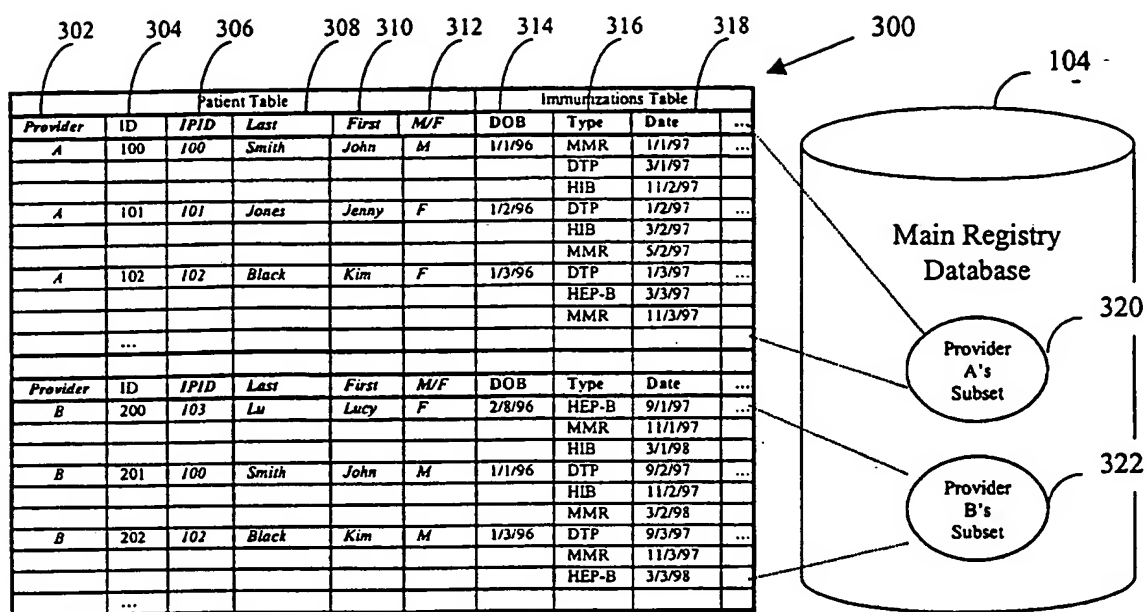 302 304 306 308 310 312 314 316 318 300
104
Patient Table Immunizations Table
Provider ID IPID Last First M/F DOB Type Date ...
A 100 100 Smith John M 1/1/96 MMR 1/1/97 ...
DTP 3/1/97
HIB 11/2/97
A 101 101 Jones Jenny F 1/2/96 DTP 1/2/97 ...
HIB 3/2/97
MMR 5/2/97
A 102 102 Black Kim F 1/3/96 DTP 1/3/97 ...
HEP-B 3/3/97
MMR 11/3/97
...
Provider ID IPID Last First M/F DOB Type Date ...
B 200 103 Lu Lucy F 2/8/96 HEP-B 9/1/97 ...
MMR 11/1/97
HIB 3/1/98
B 201 100 Smith John M 1/1/96 DTP 9/2/97 ...
HIB 11/2/97
MMR 3/2/98
B 202 102 Black Kim M 1/3/96 DTP 9/3/97 ...
MMR 11/3/97
HEP-B 3/3/98
...
Main Registry
Database
320
Provider
A's
Subset
322
Provider
B's
Subset